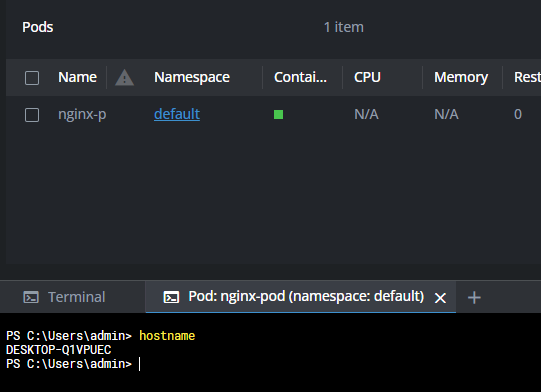 Pods 1 item
Name Namespace Contai... CPU Memory Rest
nginx-p default N/A N/A 0
Terminal Pod: nginx-pod (namespace: default)
PS C:\Users\admin> hostname
DESKTOP-Q1VPUEC
PS C:\Users\admin>